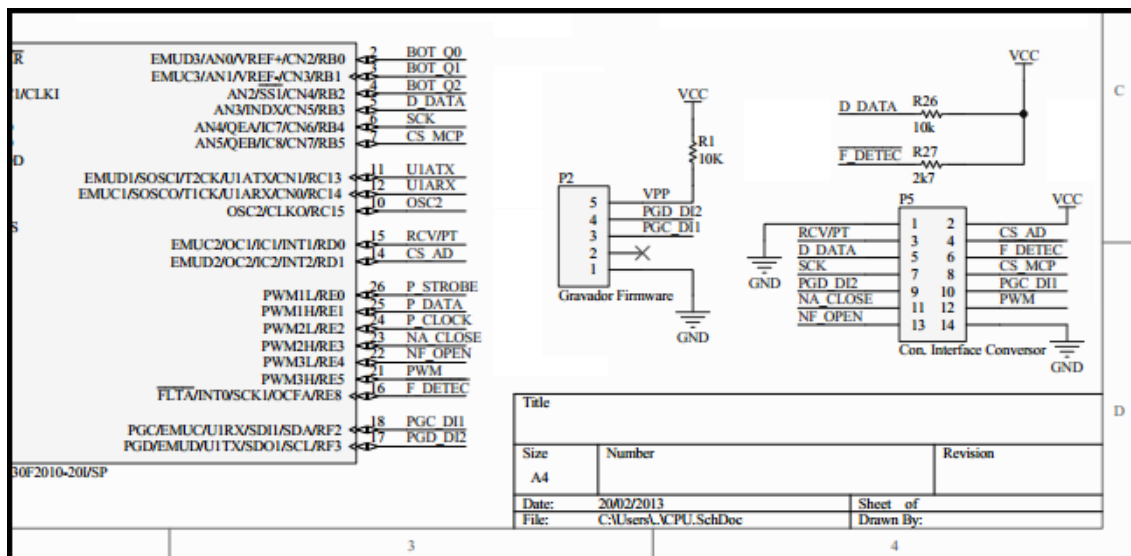 R
1/CLKI
D
S
EMUD3/AN0/VREF+/CN2/RB0 2 BOT_Q0
EMUC3/AN1/VREF-/CN3/RB1 3 BOT_Q1
AN2/SS1/CN4/RB2 4 BOT_Q2
AN3/INDX/CN5/RB3 5 D_DATA
AN4/QEA/IC7/CN6/RB4 6 SCK
AN5/QEB/IC8/CN7/RB5 7 CS_MCP
EMUD1/SOSCI/T2CK/U1ATX/CN1/RC13 11 U1ATX
EMUC1/SOSCO/T1CK/U1ARX/CN0/RC14 12 U1ARX
OSC2/CLKO/RC15 10 OSC2
EMUC2/OC1/IC1/INT1/RD0 15 RCV/PT
EMUD2/OC2/IC2/INT2/RD1 14 CS_AD
PWM1L/RE0 26 P_STROBE
PWM1H/RE1 25 P_DATA
PWM2L/RE2 24 P_CLOCK
PWM2H/RE3 23 NA_CLOSE
PWM3L/RE4 22 NF_OPEN
PWM3H/RE5 21 PWM
FLTA/INT0/SCK1/OCFA/RE8 16 F_DETEC
PGC/EMUC/U1RX/SDI1/SDA/RF2 18 PGC_DI1
PGD/EMUD/U1TX/SDO1/SCL/RF3 17 PGD_DI2
30F2010-20I/SP
VCC
R1
10K
P2
5 VPP
4 PGD_DI2
3 PGC_DI1
2
1
Gravador Firmware
GND
VCC
D_DATA R26
10k
F_DETEC R27
2k7
P5
VCC
1 2
RCV/PT 3 4 CS_AD
D_DATA 5 6 F_DETEC
SCK 7 8 CS_MCP
PGD_DI2 9 10 PGC_DI1
NA_CLOSE 11 12 PWM
NF_OPEN 13 14
GND
Con. Interface Conversor
GND
C
D
Title
Size Number Revision
A4
Date: 20/02/2013 Sheet of
File: C:\Users\..\CPU.SchDoc Drawn By:
3 4